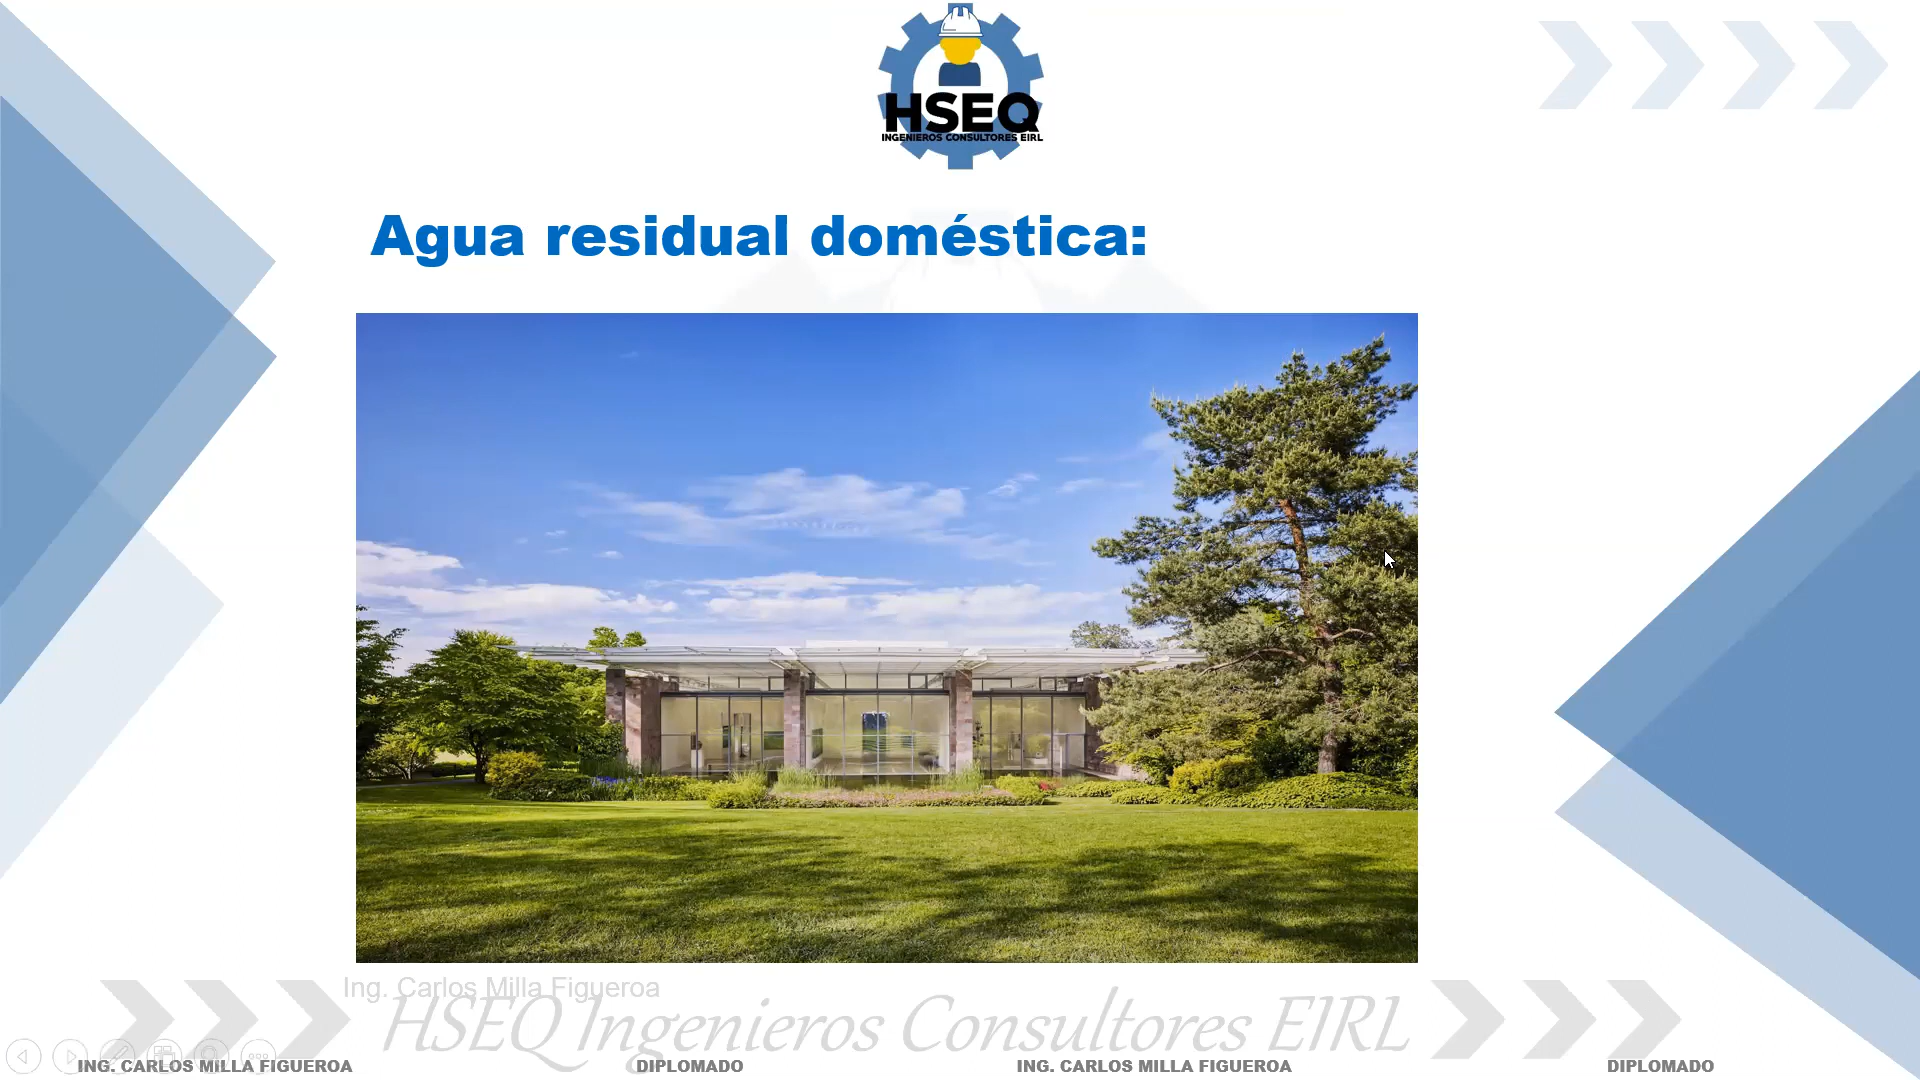 HSEQ
INGENIEROS CONSULTORES EIRL
Agua residual doméstica:
Ing. Carlos Milla Figueroa
HSEQ Ingenieros Consultores EIRL
ING. CARLOS MILLA FIGUEROA DIPLOMADO ING. CARLOS MILLA FIGUEROA DIPLOMADO